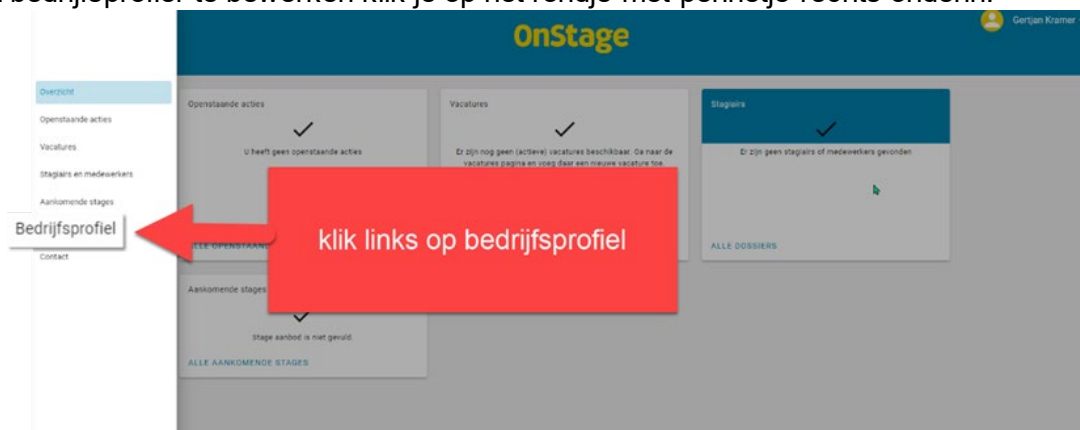 bedrijfsprofiel te bewerken klik je op het rondje met pennetje rechts onderin.
OnStage
Gertjan Kramer
Overzicht
Openstaande acties
Vacatures
Stagiairs en medewerkers
Aankomende stages
Bedrijfsprofiel
Contact
Openstaande acties
U heeft geen openstaande acties
ALLE OPENSTAAND
Vacatures
Er zijn nog geen (actieve) vacatures beschikbaar. Ga naar de
vacatures pagina en voeg daar een nieuwe vacature toe.
Stagiairs
Er zijn geen stagiairs of medewerkers gevonden
ALLE DOSSIERS
klik links op bedrijfsprofiel
Aankomende stages
Stage aanbod is niet gevuld.
ALLE AANKOMENDE STAGES